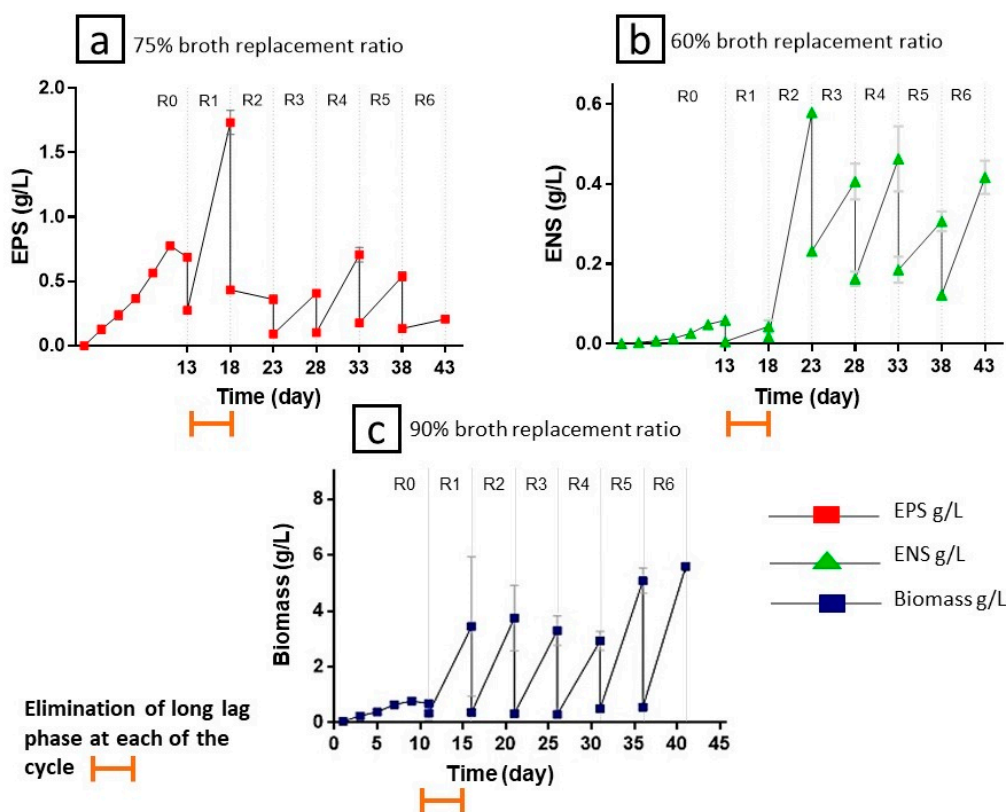 a 75% broth replacement ratio
R0 R1 R2 R3 R4 R5 R6
EPS (g/L)
2.0
1.5
1.0
0.5
0.0
13 18 23 28 33 38 43
Time (day)
b 60% broth replacement ratio
R0 R1 R2 R3 R4 R5 R6
ENS (g/L)
0.6
0.4
0.2
0.0
13 18 23 28 33 38 43
Time (day)
c 90% broth replacement ratio
R0 R1 R2 R3 R4 R5 R6
Biomass (g/L)
8
6
4
2
0
0 5 10 15 20 25 30 35 40 45
Time (day)
EPS g/L
ENS g/L
Biomass g/L
Elimination of long lag
phase at each of the
cycle